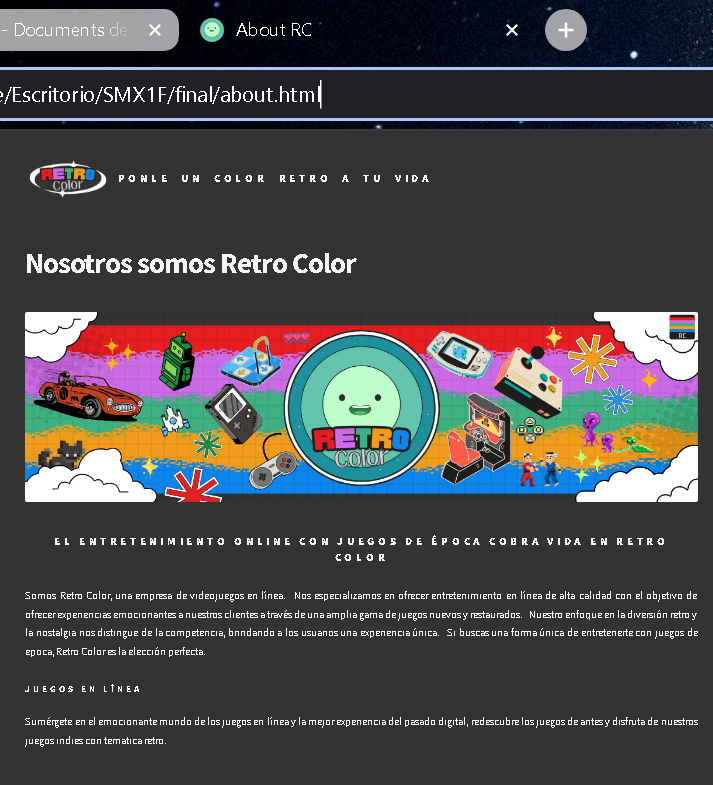 - Documents de
About RC
e/Escritorio/SMX1F/final/about.html
RETRO
Color
PONLE UN COLOR RETRO A TU VIDA
Nosotros somos Retro Color
RC
RETRO
color
EL ENTRETENIMIENTO ONLINE CON JUEGOS DE ÉPOCA COBRA VIDA EN RETRO
COLOR
Somos Retro Color, una empresa de videojuegos en línea. Nos especializamos en ofrecer entretenimiento en línea de alta calidad con el objetivo de
ofrecer experiencias emocionantes a nuestros clientes a través de una amplia gama de juegos nuevos y restaurados. Nuestro enfoque en la diversión retro y
la nostalgia nos distingue de la competencia, brindando a los usuarios una experiencia única. Si buscas una forma única de entretenerte con juegos de
epoca, Retro Color es la elección perfecta.
JUEGOS EN LÍNEA
Sumérgete en el emocionante mundo de los juegos en línea y la mejor experiencia del pasado digital, redescubre los juegos de antes y disfruta de nuestros
juegos indies con tematica retro.